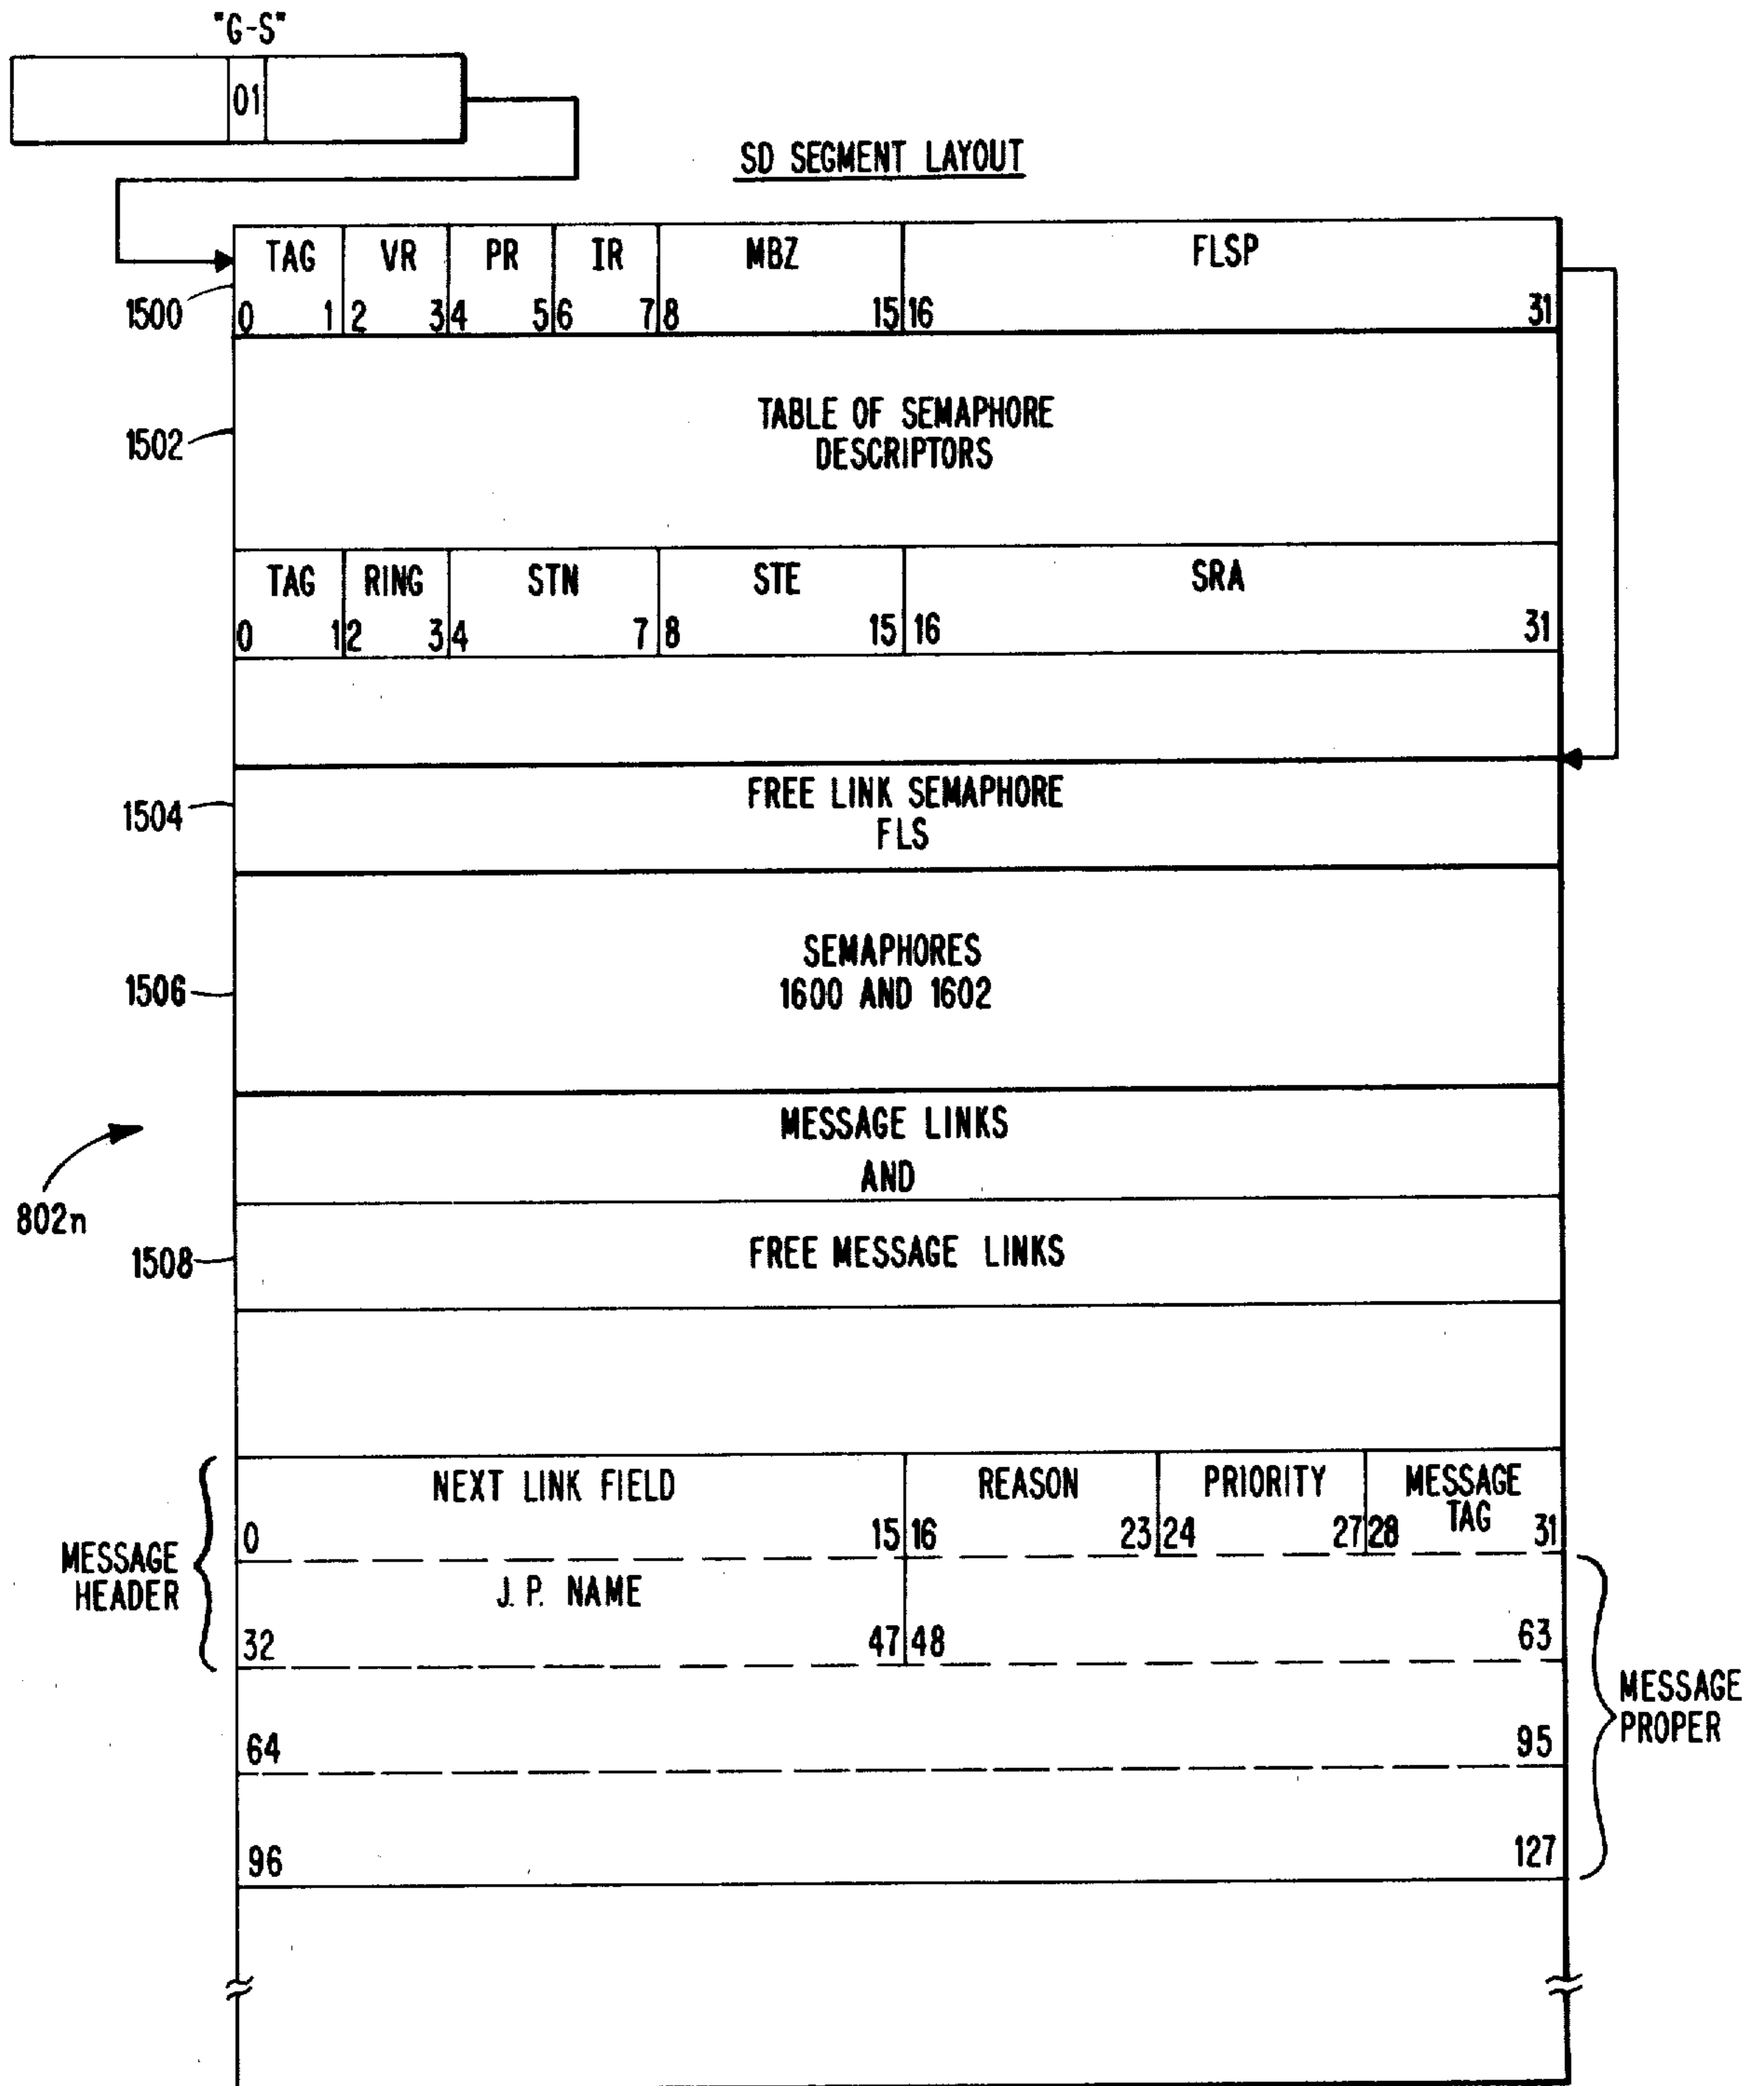 "G-S"
01
SD SEGMENT LAYOUT
TAG VR PR IR MBZ FLSP
1500
0 1 2 3 4 5 6 7 8 15 16 31
TABLE OF SEMAPHORE
DESCRIPTORS
1502
TAG RING STN STE SRA
0 1 2 3 4 7 8 15 16 31
FREE LINK SEMAPHORE
FLS
1504
SEMAPHORES
1600 AND 1602
1506
MESSAGE LINKS
AND
802n
FREE MESSAGE LINKS
1508
NEXT LINK FIELD REASON PRIORITY MESSAGE
TAG
0 15 16 23 24 27 28 31
MESSAGE
HEADER
J.P. NAME
32 47 48 63
MESSAGE
PROPER
64 95
96 127